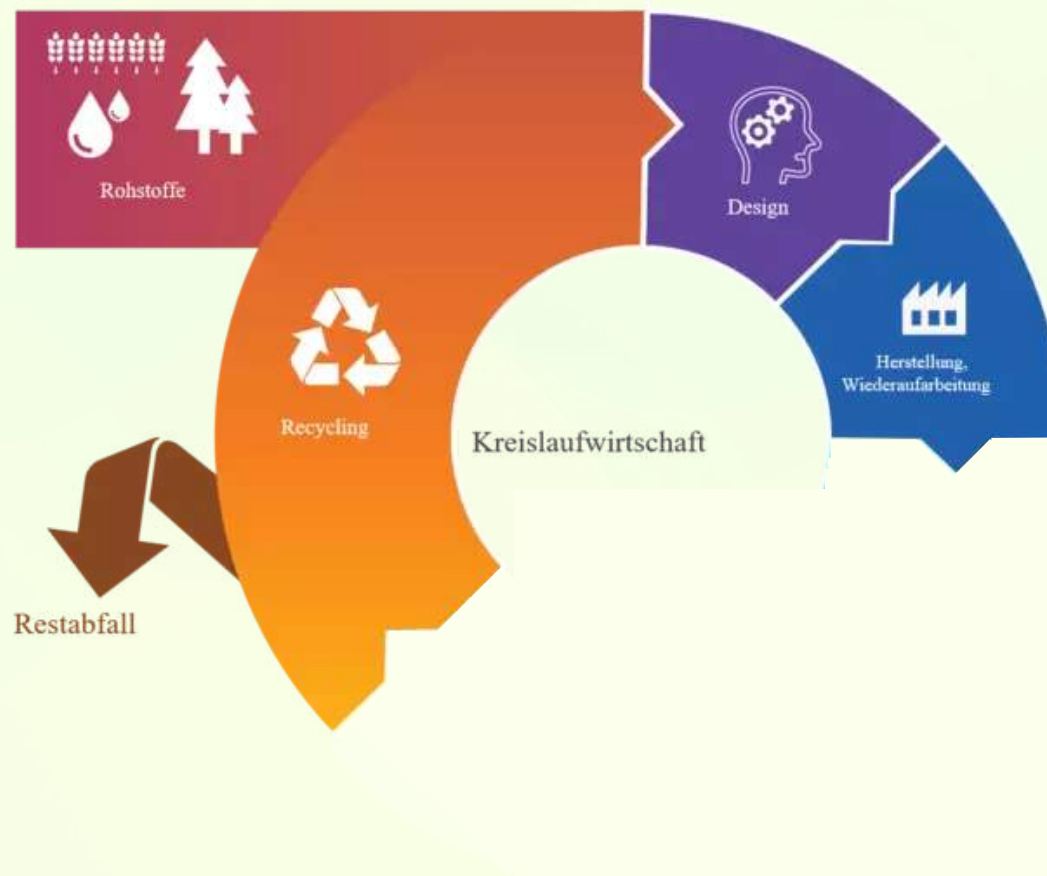 Rohstoffe
Design
Herstellung,
Wiederaufarbeitung
Recycling
Kreislaufwirtschaft
Restabfall